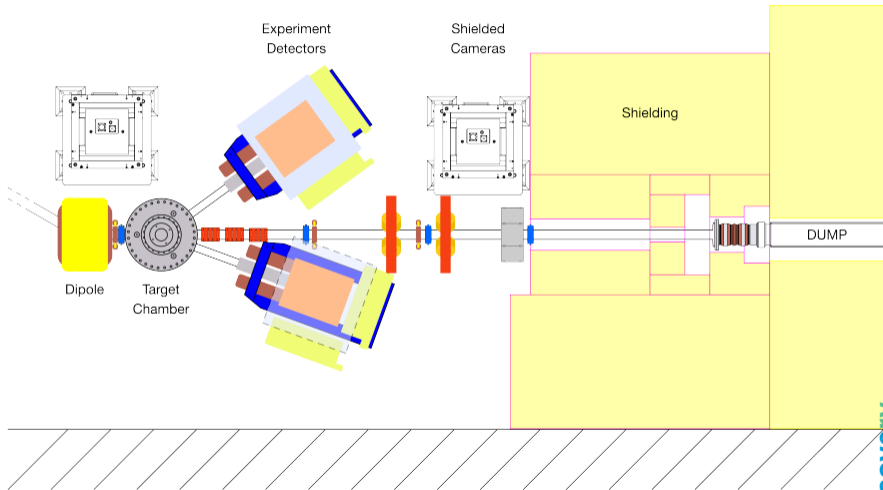 Experiment
Detectors
Shielded
Cameras
Shielding
DUMP
Dipole
Target
Chamber